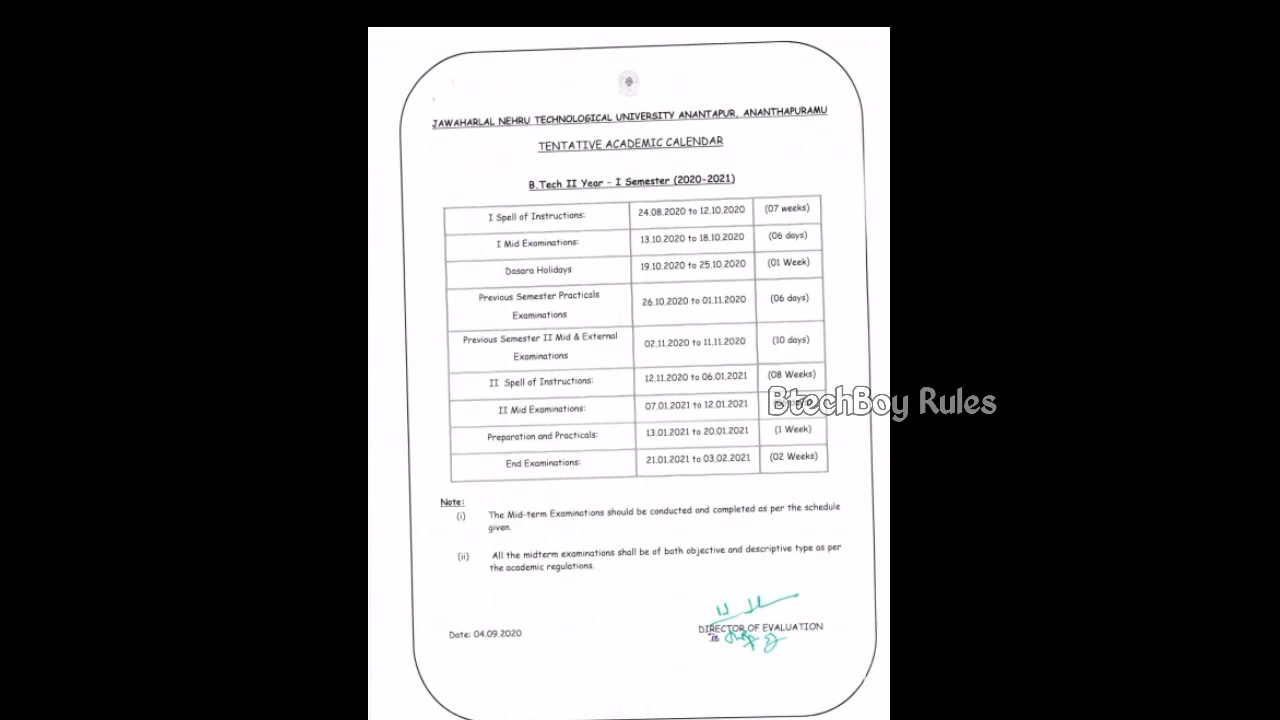 JAWAHARLAL NEHRU TECHNOLOGICAL UNIVERSITY ANANTAPUR, ANANTHAPURAMU
TENTATIVE ACADEMIC CALENDAR
B.Tech II Year - I Semester (2020-2021)
I Spell of Instructions: 24.08.2020 to 12.10.2020 (07 weeks)
I Mid Examinations: 13.10.2020 to 18.10.2020 (06 days)
Dasara Holidays 19.10.2020 to 25.10.2020 (01 Week)
Previous Semester Practicals
Examinations 26.10.2020 to 01.11.2020 (06 days)
Previous Semester II Mid & External
Examinations 02.11.2020 to 11.11.2020 (10 days)
II Spell of Instructions: 12.11.2020 to 06.01.2021 (08 Weeks)
II Mid Examinations: 07.01.2021 to 12.01.2021
BtechBoy Rules
Preparation and Practicals: 13.01.2021 to 20.01.2021 (1 Week)
End Examinations: 21.01.2021 to 03.02.2021 (02 Weeks)
Note:
(i) The Mid-term Examinations should be conducted and completed as per the schedule
given.
(ii) All the midterm examinations shall be of both objective and descriptive type as per
the academic regulations.
Date: 04.09.2020
DIRECTOR OF EVALUATION